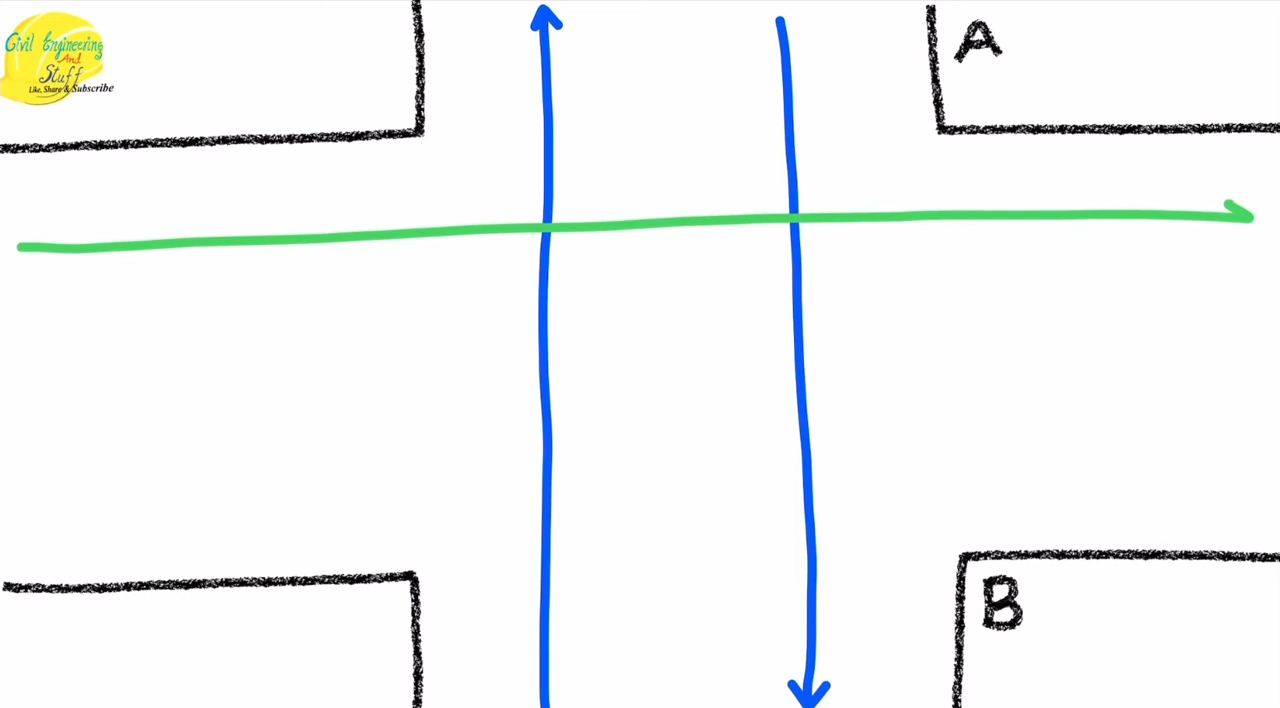 Civil Engineering
And
Stuff
Like, Share & Subscribe
A
B